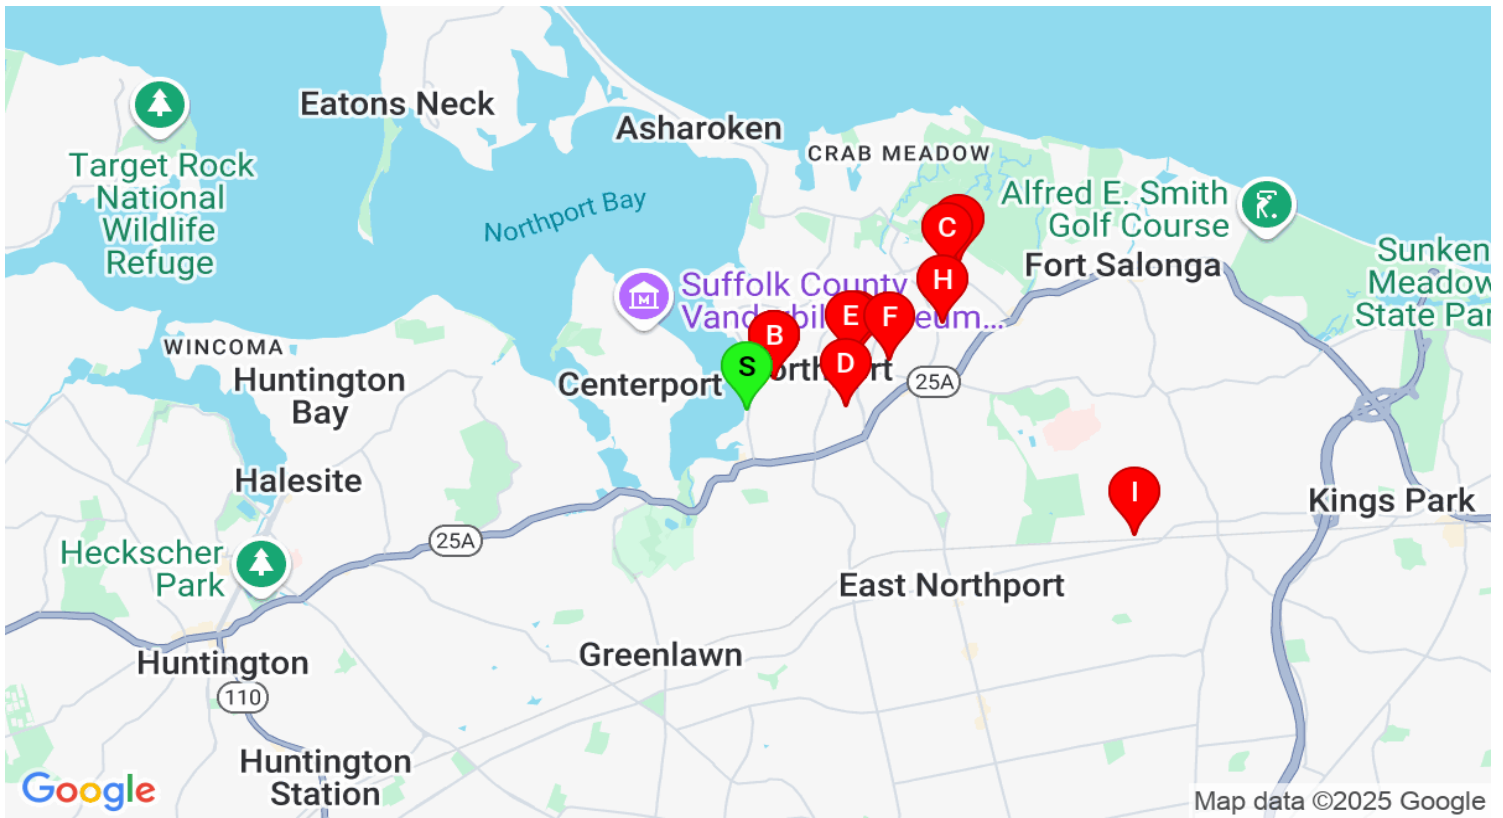 Eatons Neck
Asharoken
CRAB MEADOW
Target Rock
National
Wildlife
Refuge
Northport Bay
Alfred E. Smith
Golf Course
C
Fort Salonga
Sunken
Meadow
State Par
H
Suffolk County
E
F
B
WINCOMA
Huntington
Bay
Centerport
S
D
25A
Halesite
I
Kings Park
25A
Heckscher
Park
East Northport
Greenlawn
Huntington
110
Huntington
Station
Google
Map data ©2025 Google